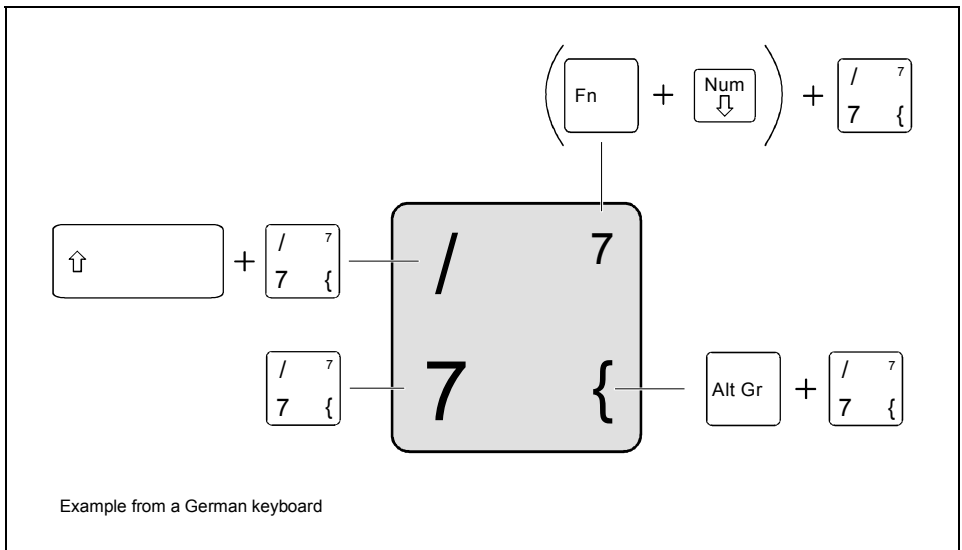 ( Fn + Num ⇩ ) + / 7 7 {
⇧ + / 7 7 {
/ 7
7 {
/ 7 7 {
Alt Gr + / 7 7 {
Example from a German keyboard